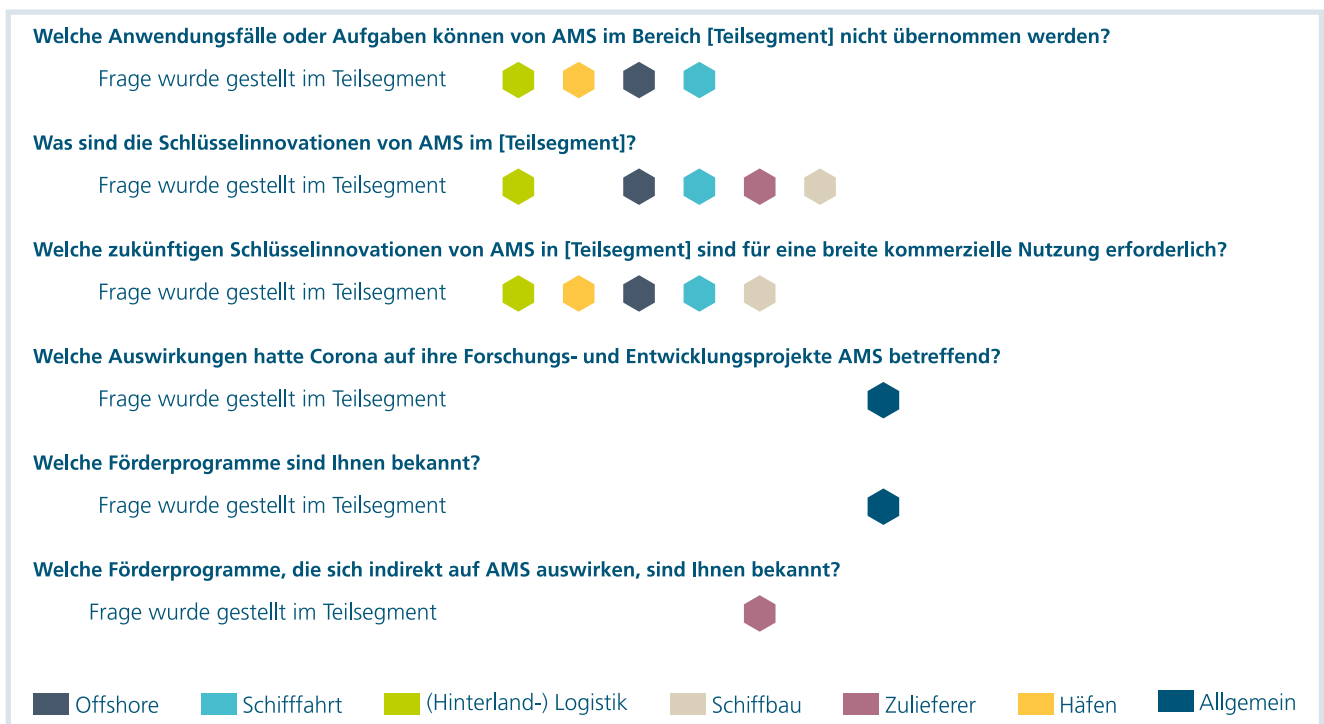 Welche Anwendungsfälle oder Aufgaben können von AMS im Bereich [Teilsegment] nicht übernommen werden?
Frage wurde gestellt im Teilsegment
Was sind die Schlüsselinnovationen von AMS im [Teilsegment]?
Frage wurde gestellt im Teilsegment
Welche zukünftigen Schlüsselinnovationen von AMS in [Teilsegment] sind für eine breite kommerzielle Nutzung erforderlich?
Frage wurde gestellt im Teilsegment
Welche Auswirkungen hatte Corona auf ihre Forschungs- und Entwicklungsprojekte AMS betreffend?
Frage wurde gestellt im Teilsegment
Welche Förderprogramme sind Ihnen bekannt?
Frage wurde gestellt im Teilsegment
Welche Förderprogramme, die sich indirekt auf AMS auswirken, sind Ihnen bekannt?
Frage wurde gestellt im Teilsegment
Offshore Schifffahrt (Hinterland-) Logistik Schiffbau Zulieferer Häfen Allgemein